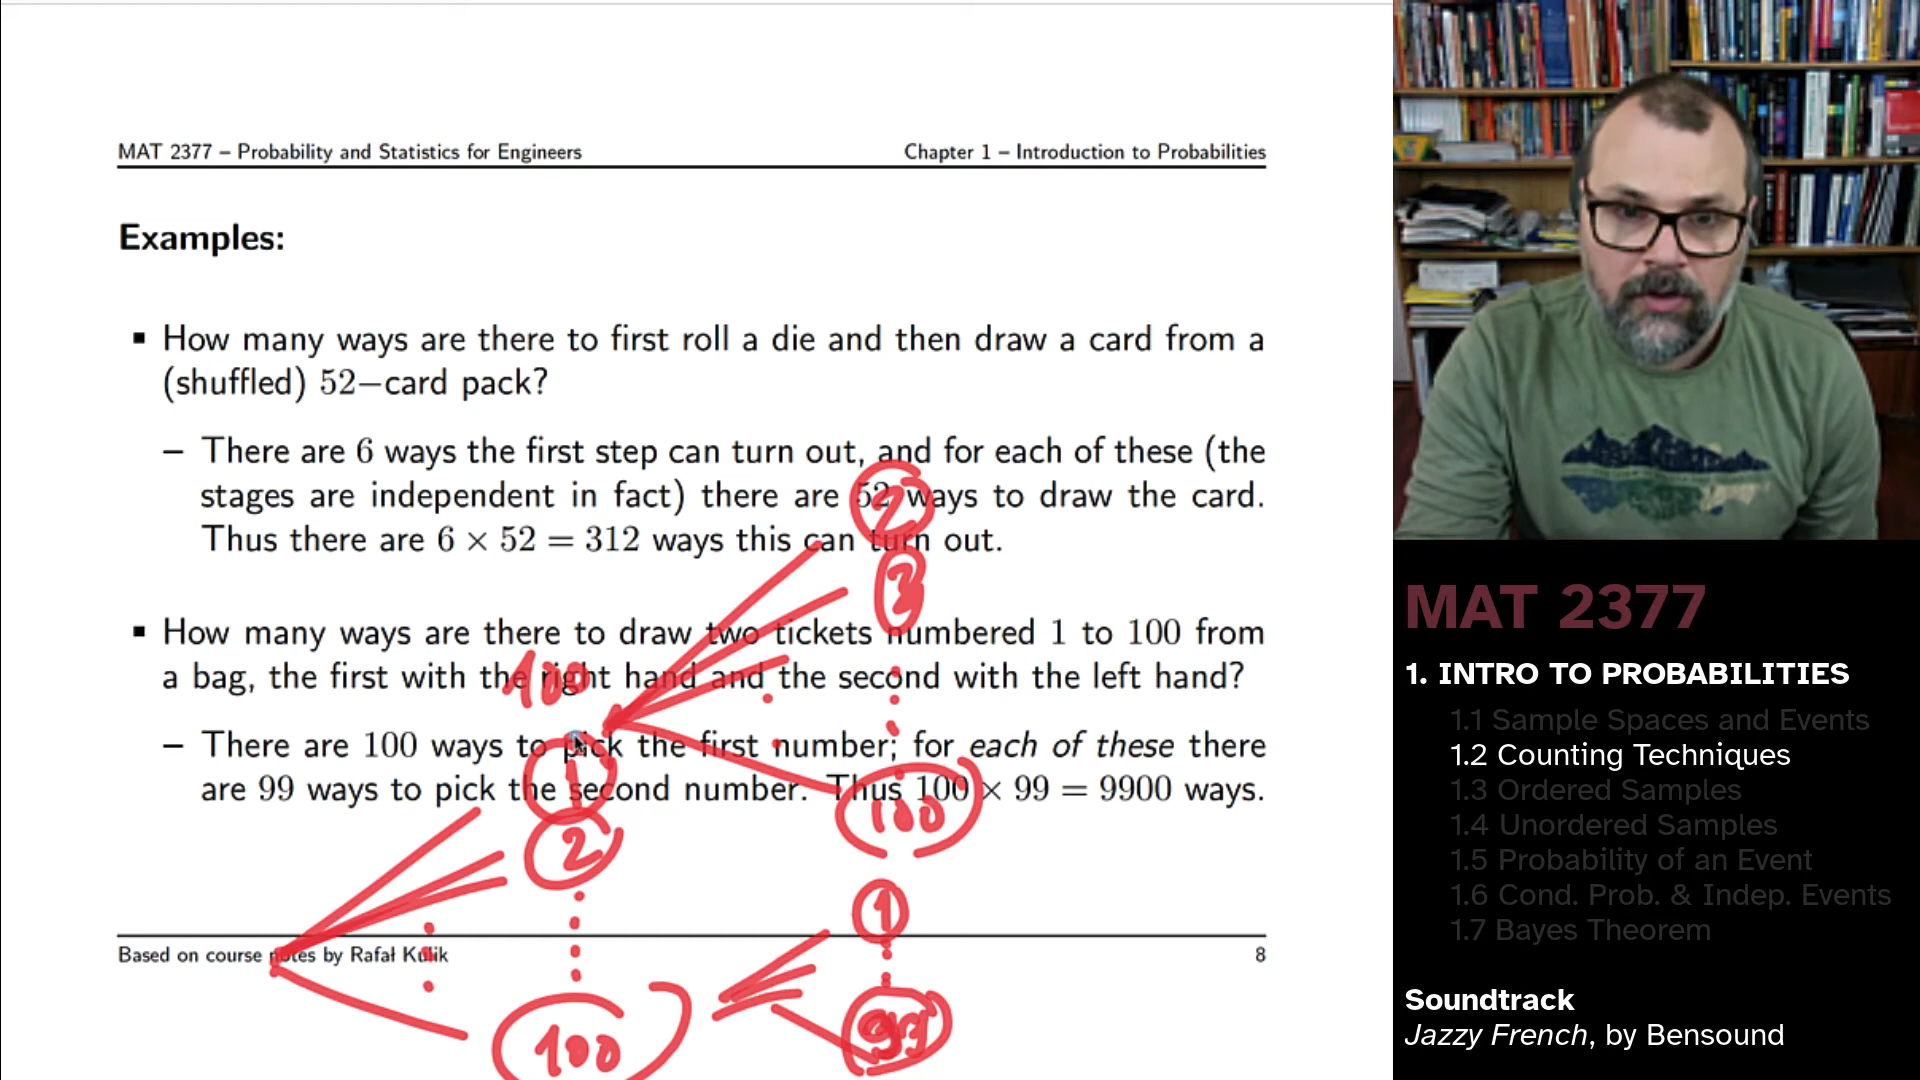 MAT 2377 – Probability and Statistics for Engineers
Chapter 1 – Introduction to Probabilities
Examples:
▪ How many ways are there to first roll a die and then draw a card from a
(shuffled) 52–card pack?
– There are 6 ways the first step can turn out, and for each of these (the
stages are independent in fact) there are 52 ways to draw the card.
Thus there are 6 × 52 = 312 ways this can turn out.
▪ How many ways are there to draw two tickets numbered 1 to 100 from
a bag, the first with the right hand and the second with the left hand?
– There are 100 ways to pick the first number; for each of these there
are 99 ways to pick the second number. Thus 100 × 99 = 9900 ways.
Based on course notes by Rafał Kulik
8
100
1
2
100
2
3
100
1
99
MAT 2377
1. INTRO TO PROBABILITIES
1.1 Sample Spaces and Events
1.2 Counting Techniques
1.3 Ordered Samples
1.4 Unordered Samples
1.5 Probability of an Event
1.6 Cond. Prob. & Indep. Events
1.7 Bayes Theorem
Soundtrack
Jazzy French, by Bensound